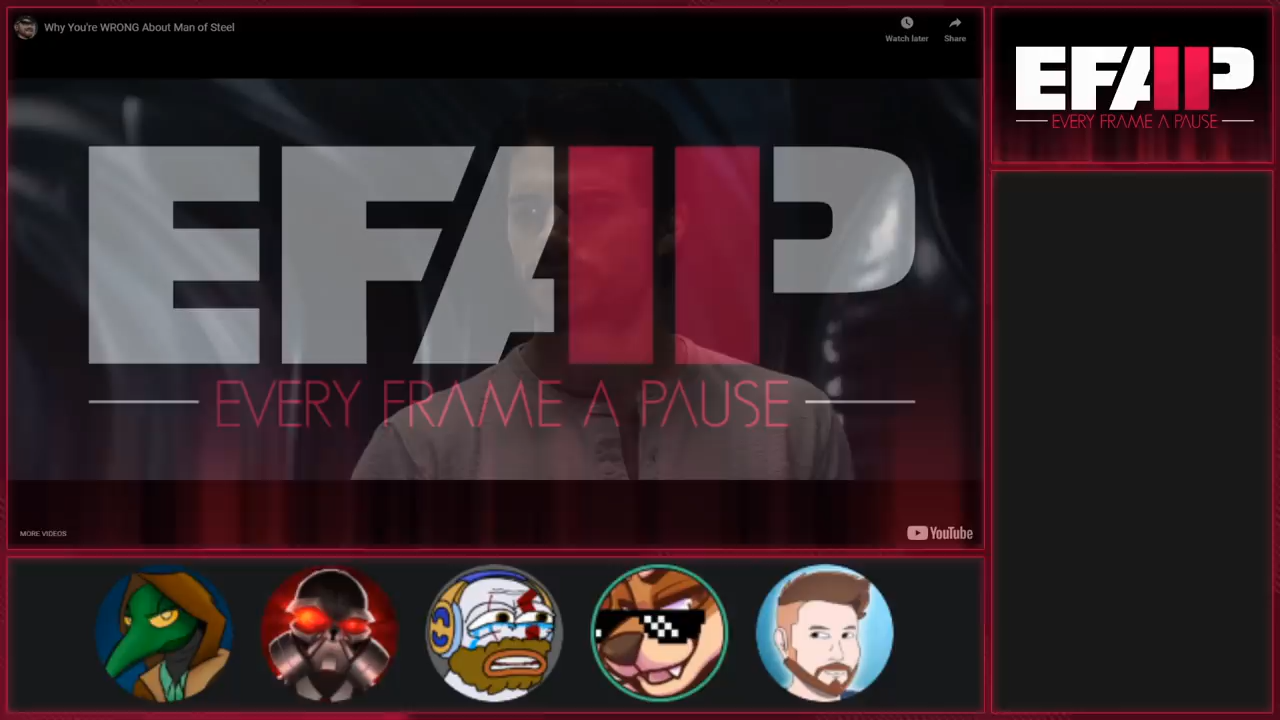 Why You're WRONG About Man of Steel
Watch later
Share
EFAP
EVERY FRAME A PAUSE
MORE VIDEOS
YouTube
EFAP
EVERY FRAME A PAUSE